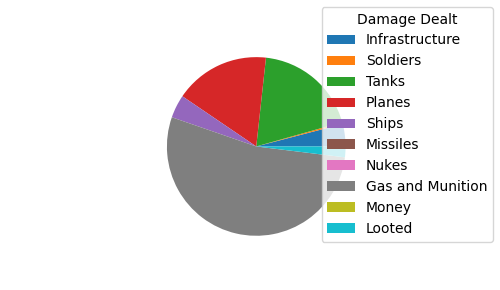 Damage Dealt
Infrastructure
Soldiers
Tanks
Planes
Ships
Missiles
Nukes
Gas and Munition
Money
Looted